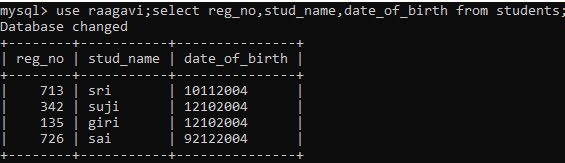 mysql> use raagavi;select reg_no,stud_name,date_of_birth from students;
Database changed
+--------+-----------+---------------+
| reg_no | stud_name | date_of_birth |
+--------+-----------+---------------+
|    713 | sri       | 10112004      |
|    342 | suji      | 12102004      |
|    135 | giri      | 12102004      |
|    726 | sai       | 92122004      |
+--------+-----------+---------------+